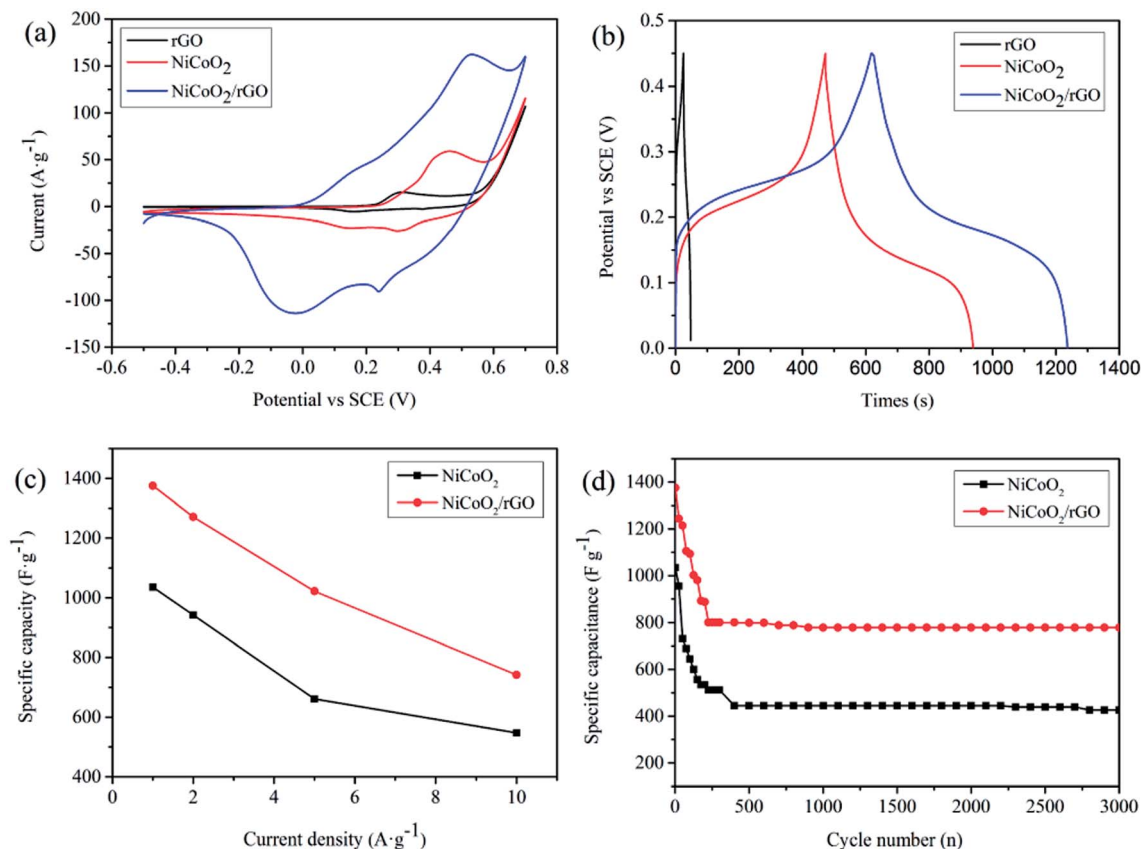 (a)
rGO
NiCoO₂
NiCoO₂/rGO
200
150
100
50
0
-50
-100
-150
Current (A·g⁻¹)
-0.6 -0.4 -0.2 0.0 0.2 0.4 0.6 0.8
Potential vs SCE (V)
(b)
rGO
NiCoO₂
NiCoO₂/rGO
0.5
0.4
0.3
0.2
0.1
0.0
Potential vs SCE (V)
0 200 400 600 800 1000 1200 1400
Times (s)
(c)
NiCoO₂
NiCoO₂/rGO
1400
1200
1000
800
600
400
Specific capacity (F·g⁻¹)
0 2 4 6 8 10
Current density (A·g⁻¹)
(d)
NiCoO₂
NiCoO₂/rGO
1400
1200
1000
800
600
400
200
Specific capacitance (F g⁻¹)
0 500 1000 1500 2000 2500 3000
Cycle number (n)